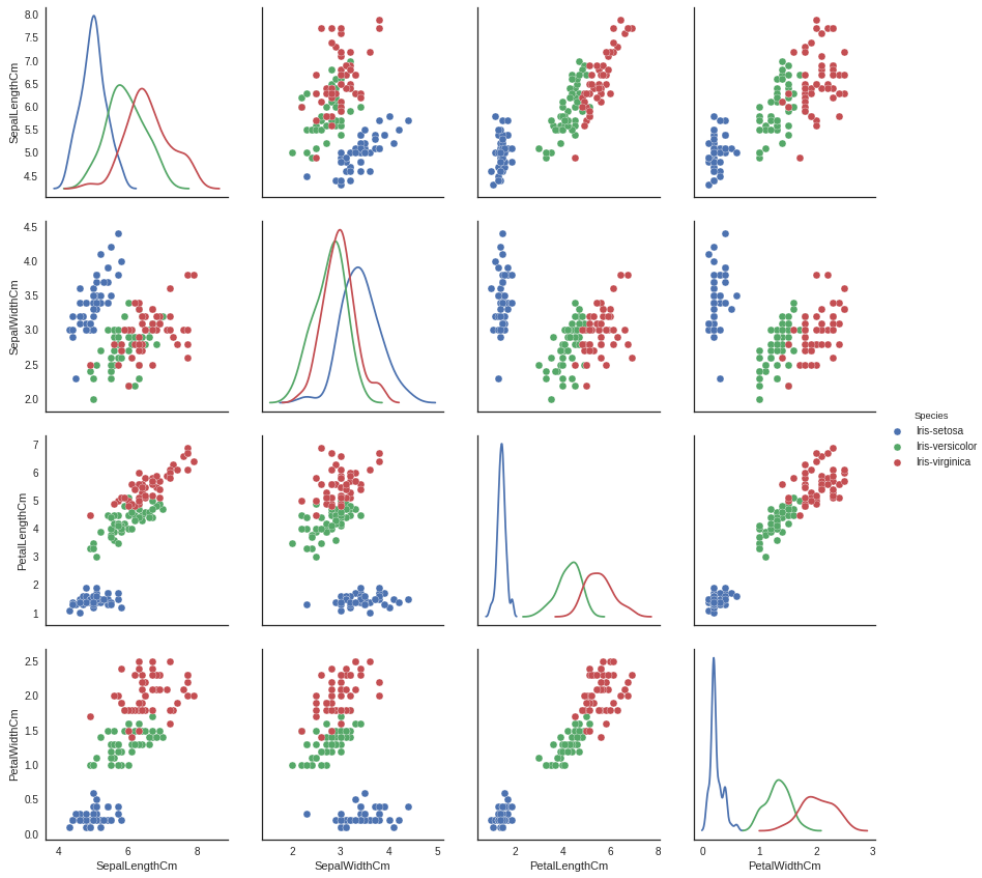 8.0
7.5
7.0
6.5
6.0
5.5
5.0
4.5
SepalLengthCm
4.5
4.0
3.5
3.0
2.5
2.0
SepalWidthCm
Species
Iris-setosa
Iris-versicolor
Iris-virginica
7
6
5
4
3
2
1
PetalLengthCm
2.5
2.0
1.5
1.0
0.5
0.0
PetalWidthCm
4 6 8
SepalLengthCm
2 3 4 5
SepalWidthCm
2 4 6 8
PetalLengthCm
0 1 2 3
PetalWidthCm